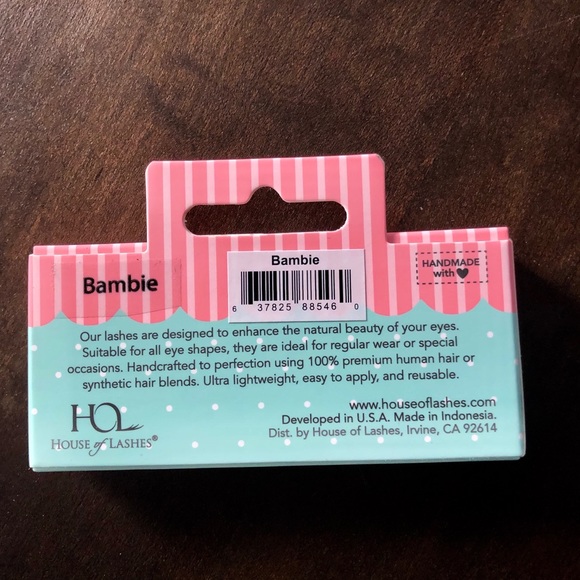 Bambie
6 37825 88546 0
HANDMADE
with ♥
Bambie
Our lashes are designed to enhance the natural beauty of your eyes.
Suitable for all eye shapes, they are ideal for regular wear or special
occasions. Handcrafted to perfection using 100% premium human hair or
synthetic hair blends. Ultra lightweight, easy to apply, and reusable.
HOL
HOUSE of LASHES®
www.houseoflashes.com
Developed in U.S.A. Made in Indonesia.
Dist. by House of Lashes, Irvine, CA 92614